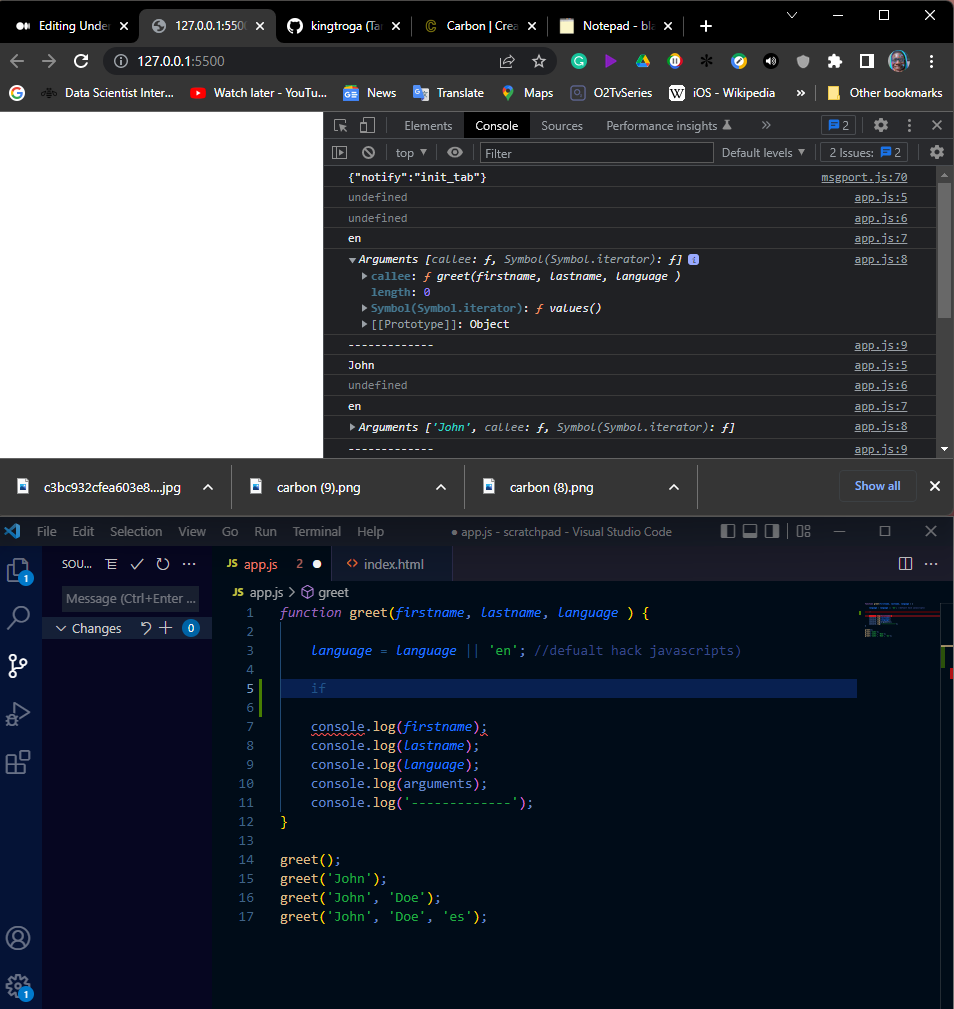 Editing Unde
127.0.0.1:5500
kingtroga (Ta
Carbon | Crea
Notepad - bla
127.0.0.1:5500
Data Scientist Inter...
Watch later - YouTu...
News
Translate
Maps
O2TvSeries
iOS - Wikipedia
»
Other bookmarks
Elements
Console
Sources
Performance insights
»
2
top
Filter
Default levels
2 Issues: 2
{"notify":"init_tab"} msgport.js:70
undefined app.js:5
undefined app.js:6
en app.js:7
Arguments [callee: ƒ, Symbol(Symbol.iterator): ƒ] i app.js:8
callee: ƒ greet(firstname, lastname, language )
length: 0
Symbol(Symbol.iterator): ƒ values()
[[Prototype]]: Object
------------- app.js:9
John app.js:5
undefined app.js:6
en app.js:7
Arguments ['John', callee: ƒ, Symbol(Symbol.iterator): ƒ] app.js:8
------------- app.js:9
c3bc932cfea603e8....jpg
carbon (9).png
carbon (8).png
Show all
File Edit Selection View Go Run Terminal Help
● app.js - scratchpad - Visual Studio Code
SOU...
JS app.js 2
<> index.html
JS app.js > greet
Message (Ctrl+Enter ...
Changes 0
1
1
1 function greet(firstname, lastname, language ) {
2
3 language = language || 'en'; //defualt hack javascripts)
4
5 if
6
7 console.log(firstname);
8 console.log(lastname);
9 console.log(language);
10 console.log(arguments);
11 console.log('-------------');
12 }
13
14 greet();
15 greet('John');
16 greet('John', 'Doe');
17 greet('John', 'Doe', 'es');